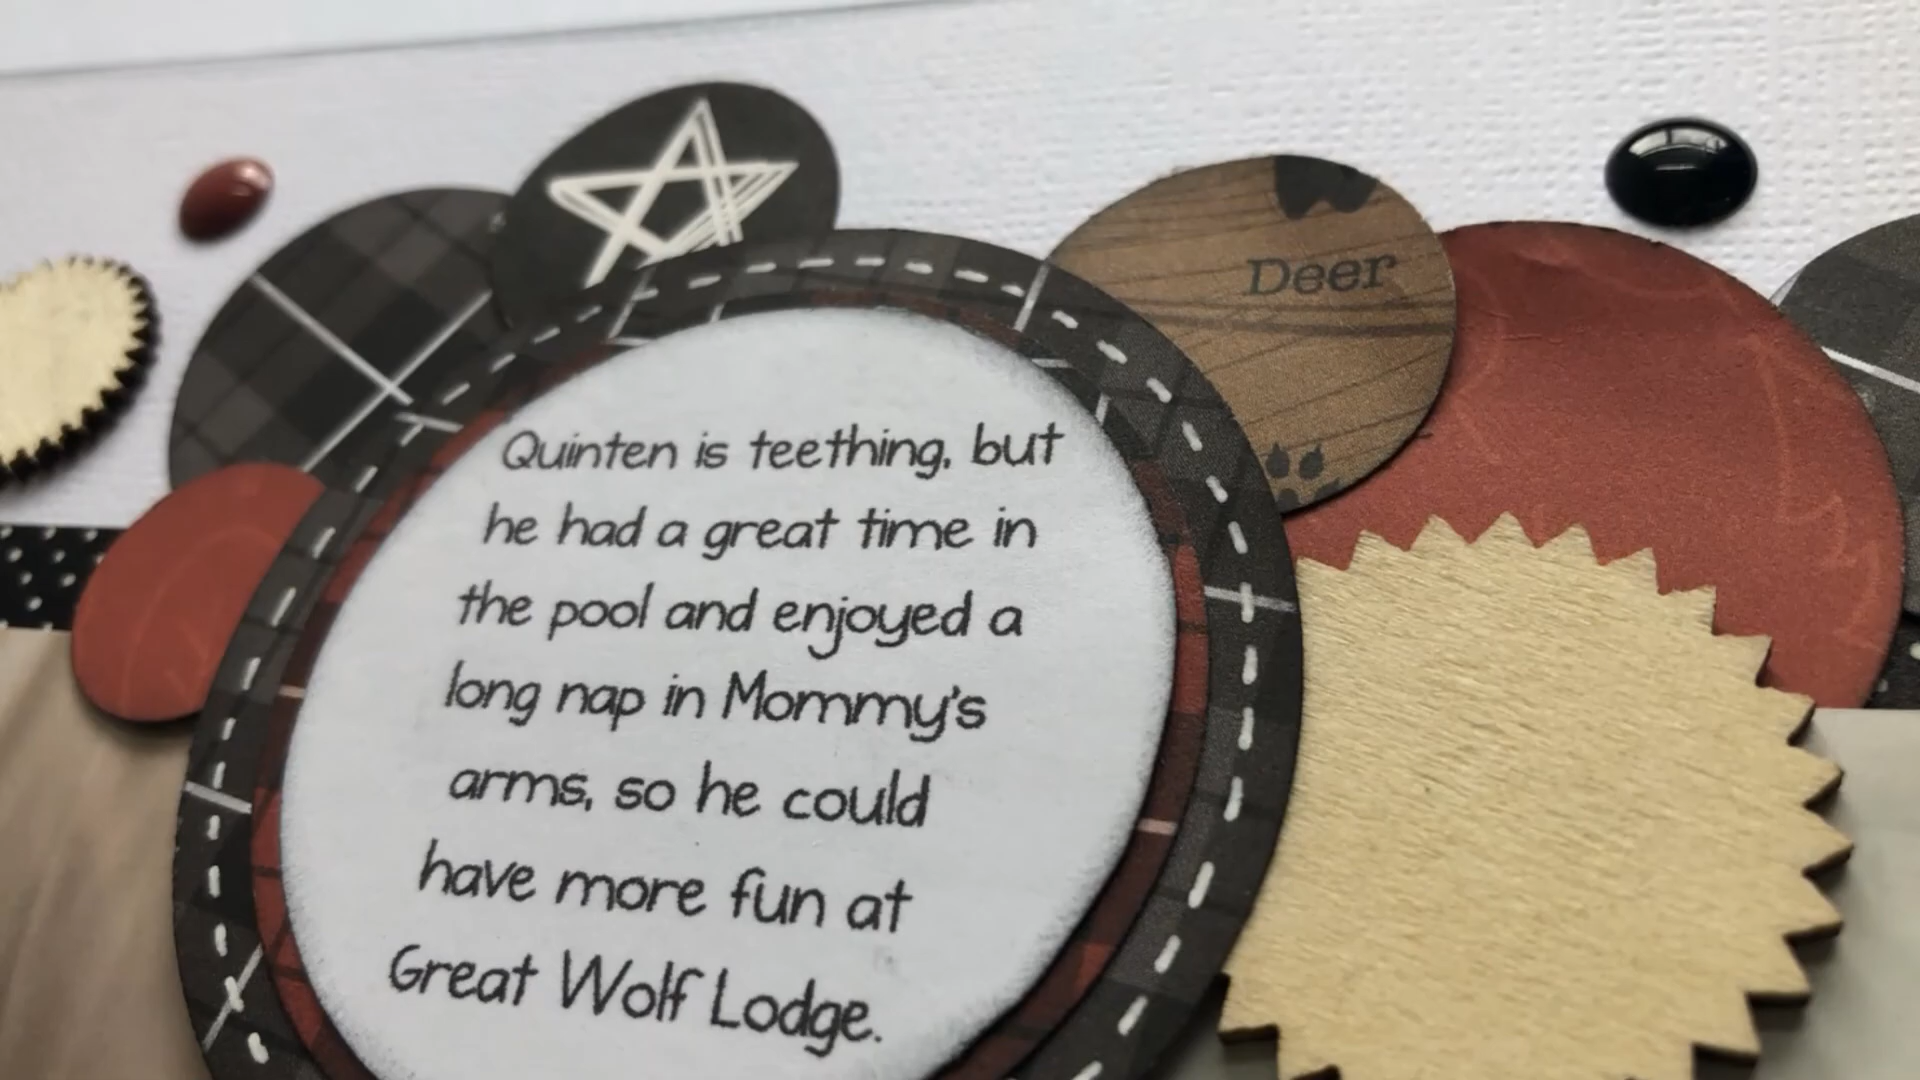 Deer
Quinten is teething, but
he had a great time in
the pool and enjoyed a
long nap in Mommy's
arms, so he could
have more fun at
Great Wolf Lodge.